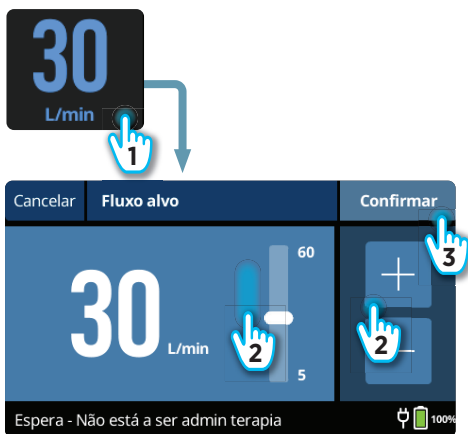 30
L/min
1
Cancelar
Fluxo alvo
Confirmar
3
60
30
L/min
2
2
5
Espera - Não está a ser admin terapia
100%